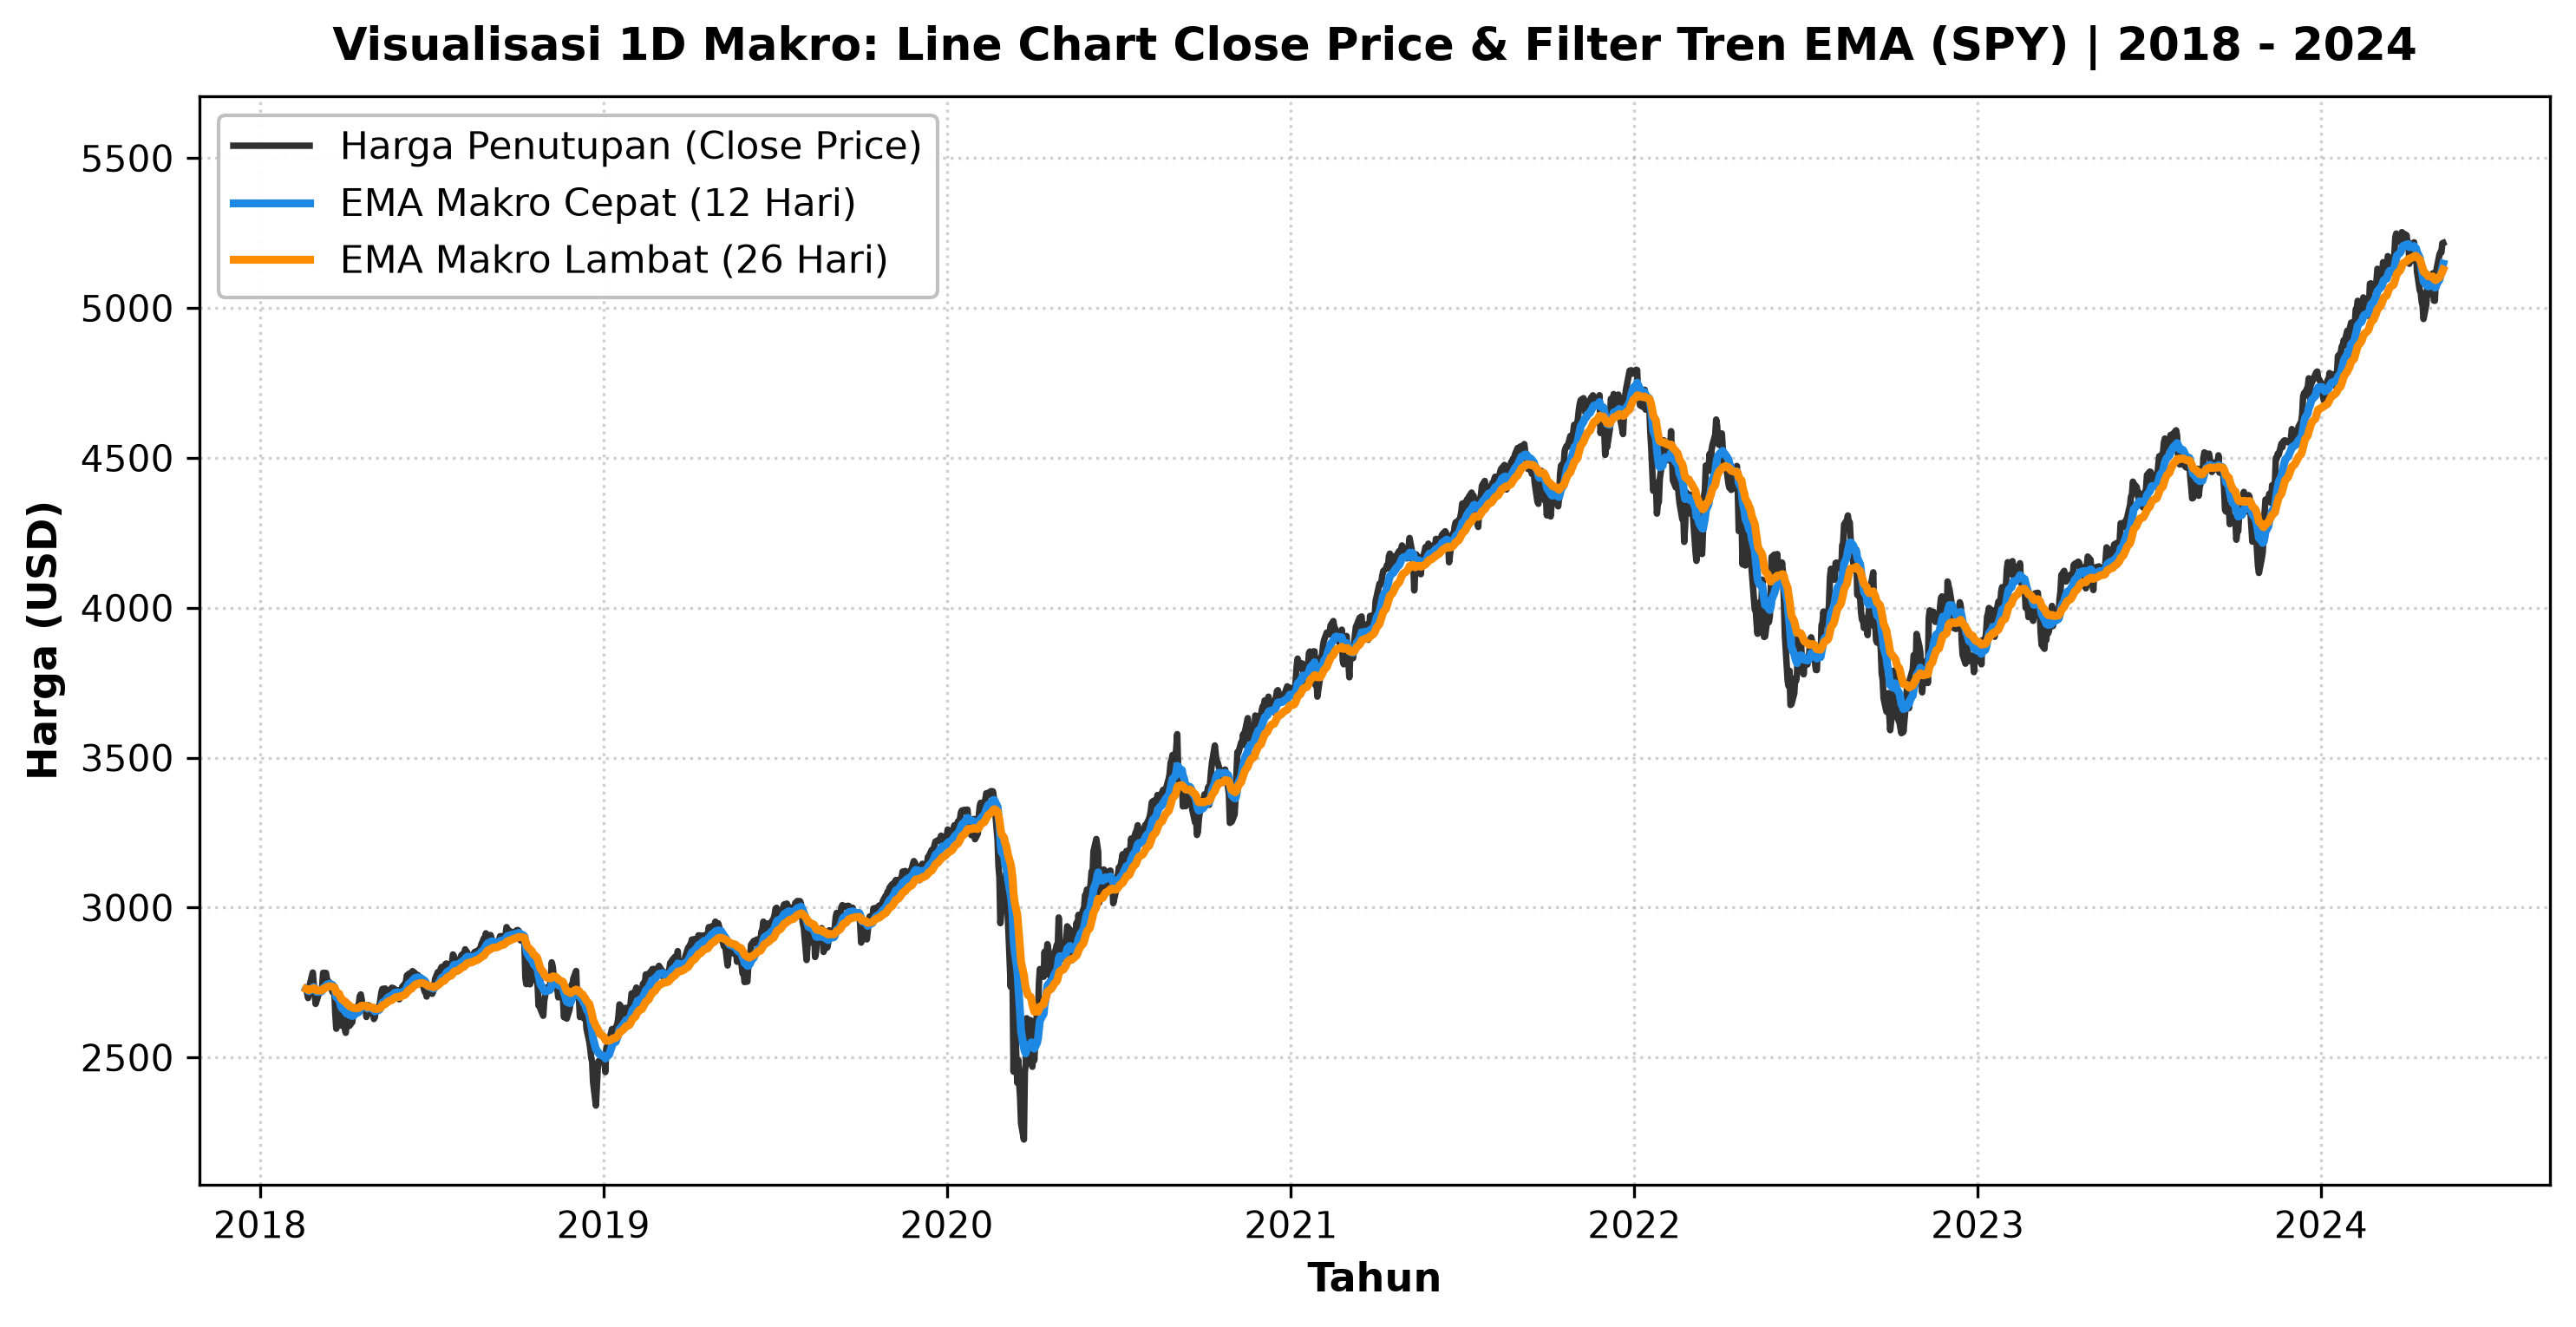 Visualisasi 1D Makro: Line Chart Close Price & Filter Tren EMA (SPY) | 2018 - 2024
Harga Penutupan (Close Price)
EMA Makro Cepat (12 Hari)
EMA Makro Lambat (26 Hari)
Harga (USD)
5500
5000
4500
4000
3500
3000
2500
2018
2019
2020
2021
2022
2023
2024
Tahun